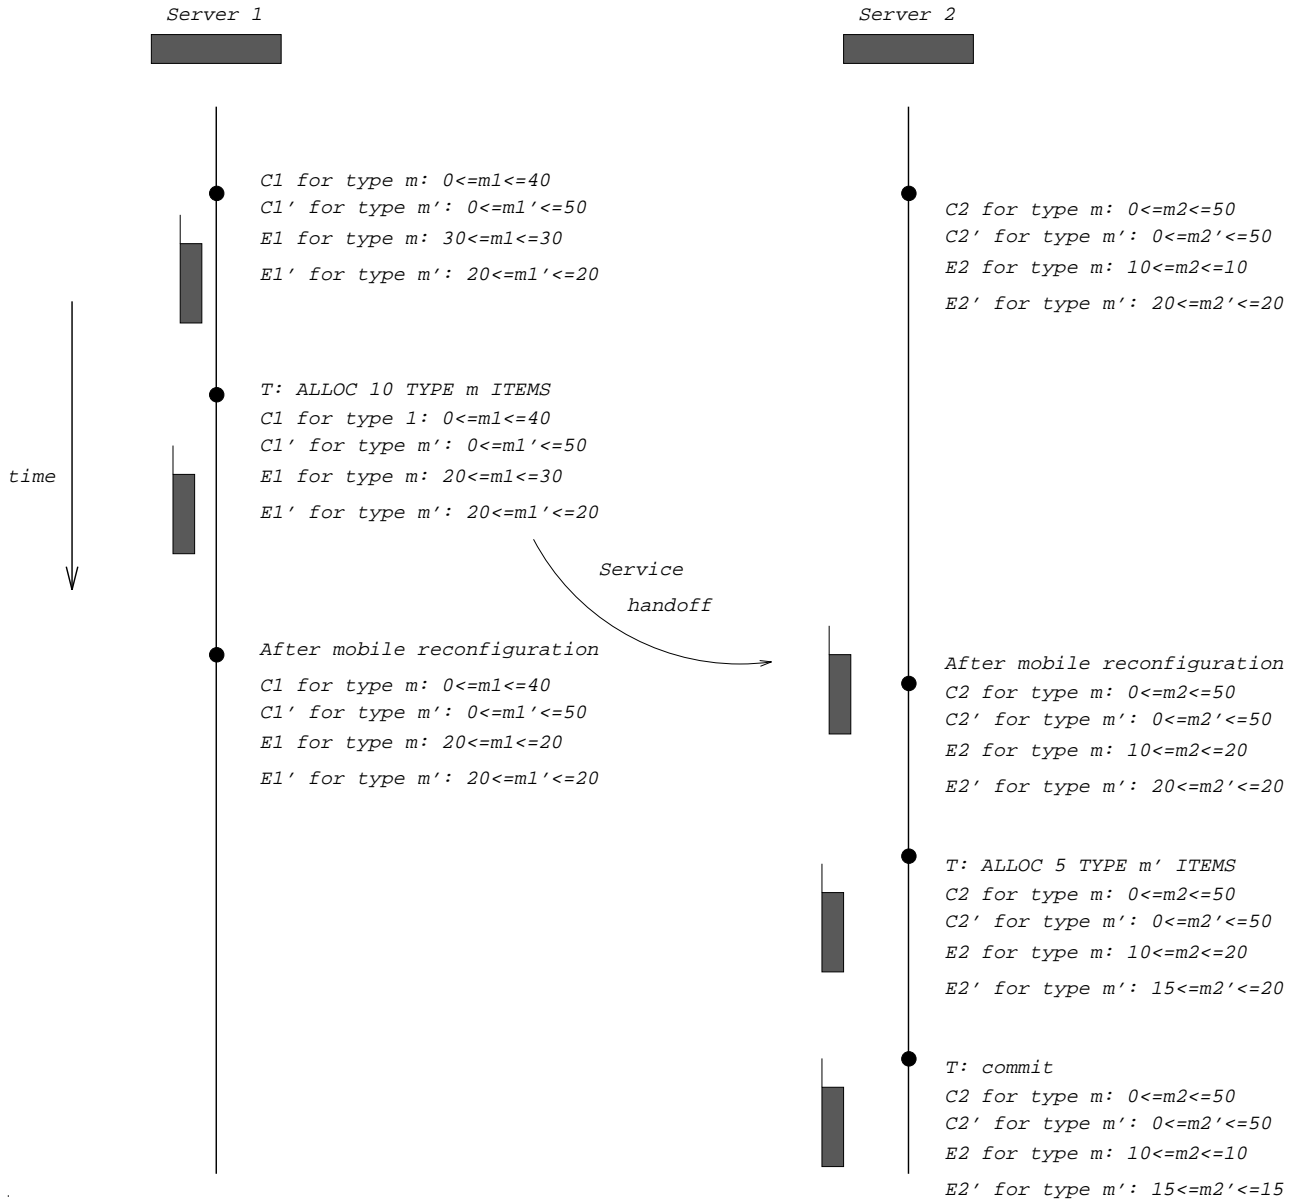 Server 1
Server 2
C1 for type m: 0<=m1<=40
C1' for type m': 0<=m1'<=50
E1 for type m: 30<=m1<=30
E1' for type m': 20<=m1'<=20
C2 for type m: 0<=m2<=50
C2' for type m': 0<=m2'<=50
E2 for type m: 10<=m2<=10
E2' for type m': 20<=m2'<=20
T: ALLOC 10 TYPE m ITEMS
C1 for type 1: 0<=m1<=40
C1' for type m': 0<=m1'<=50
E1 for type m: 20<=m1<=30
E1' for type m': 20<=m1'<=20
time
Service
handoff
After mobile reconfiguration
C1 for type m: 0<=m1<=40
C1' for type m': 0<=m1'<=50
E1 for type m: 20<=m1<=20
E1' for type m': 20<=m1'<=20
After mobile reconfiguration
C2 for type m: 0<=m2<=50
C2' for type m': 0<=m2'<=50
E2 for type m: 10<=m2<=20
E2' for type m': 20<=m2'<=20
T: ALLOC 5 TYPE m' ITEMS
C2 for type m: 0<=m2<=50
C2' for type m': 0<=m2'<=50
E2 for type m: 10<=m2<=20
E2' for type m': 15<=m2'<=20
T: commit
C2 for type m: 0<=m2<=50
C2' for type m': 0<=m2'<=50
E2 for type m: 10<=m2<=10
E2' for type m': 15<=m2'<=15